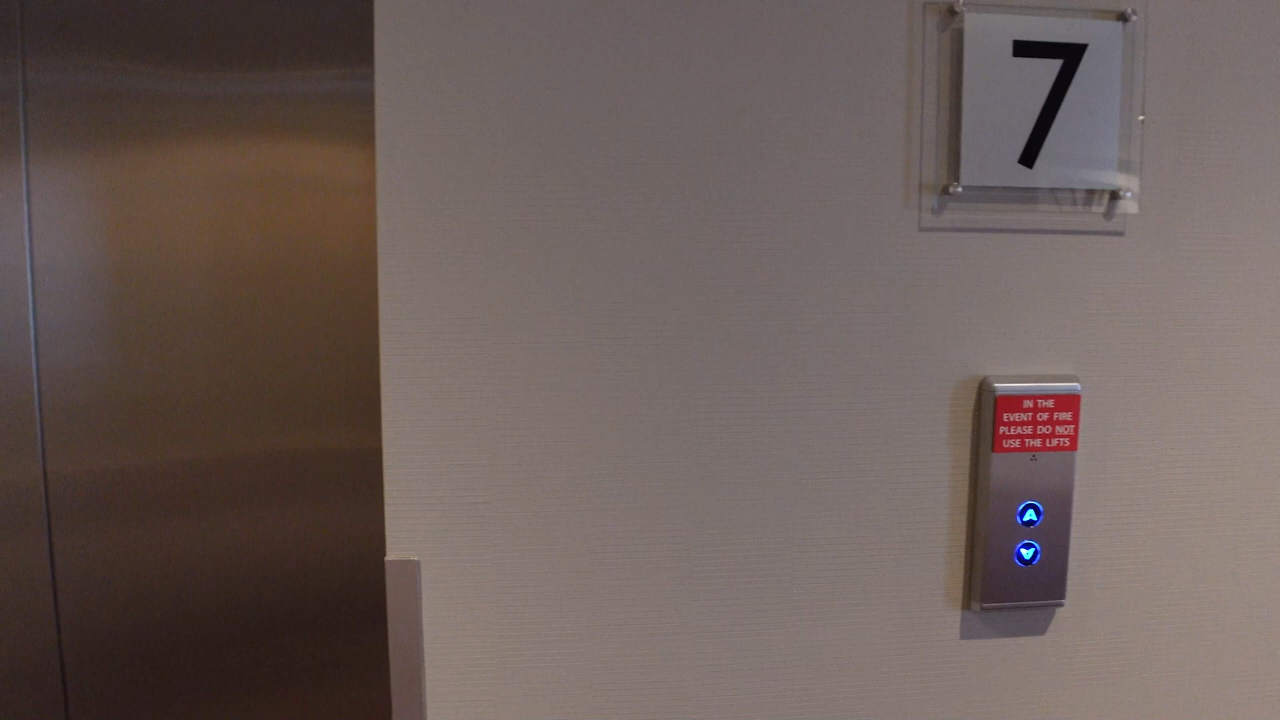 7
IN THE
EVENT OF FIRE
PLEASE DO NOT
USE THE LIFTS